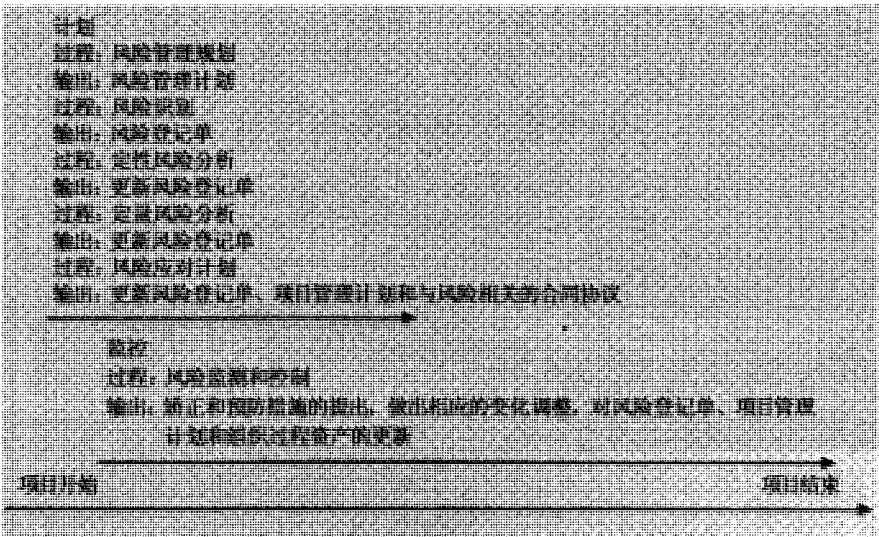 计划
过程：风险管理规划
输出：风险管理计划
过程：风险识别
输出：风险登记单
过程：定性风险分析
输出：更新风险登记单
过程：定量风险分析
输出：更新风险登记单
过程：风险应对计划
输出：更新风险登记单、项目管理计划和与风险相关的合同协议
监控
过程：风险监测和控制
输出：矫正和预防措施的提出，做出相应的变化调整，对风险登记单、项目管理
计划和组织过程资产的更新
项目开始
项目结束